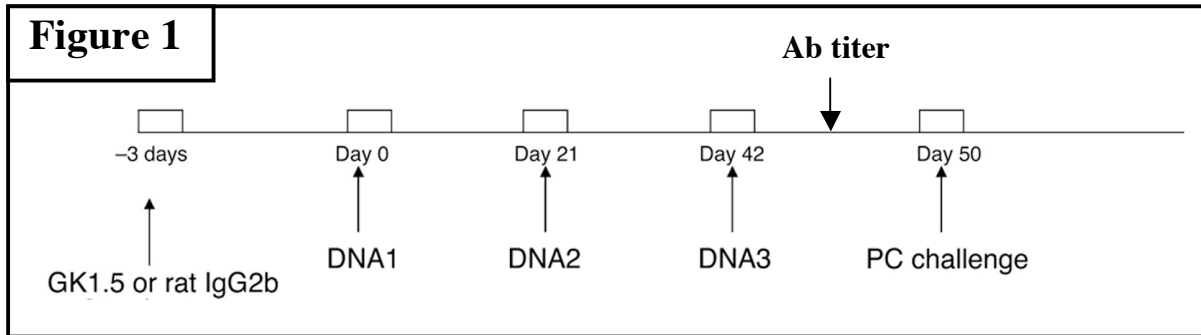 Figure 1
Ab titer
–3 days
Day 0
Day 21
Day 42
Day 50
GK1.5 or rat IgG2b
DNA1
DNA2
DNA3
PC challenge